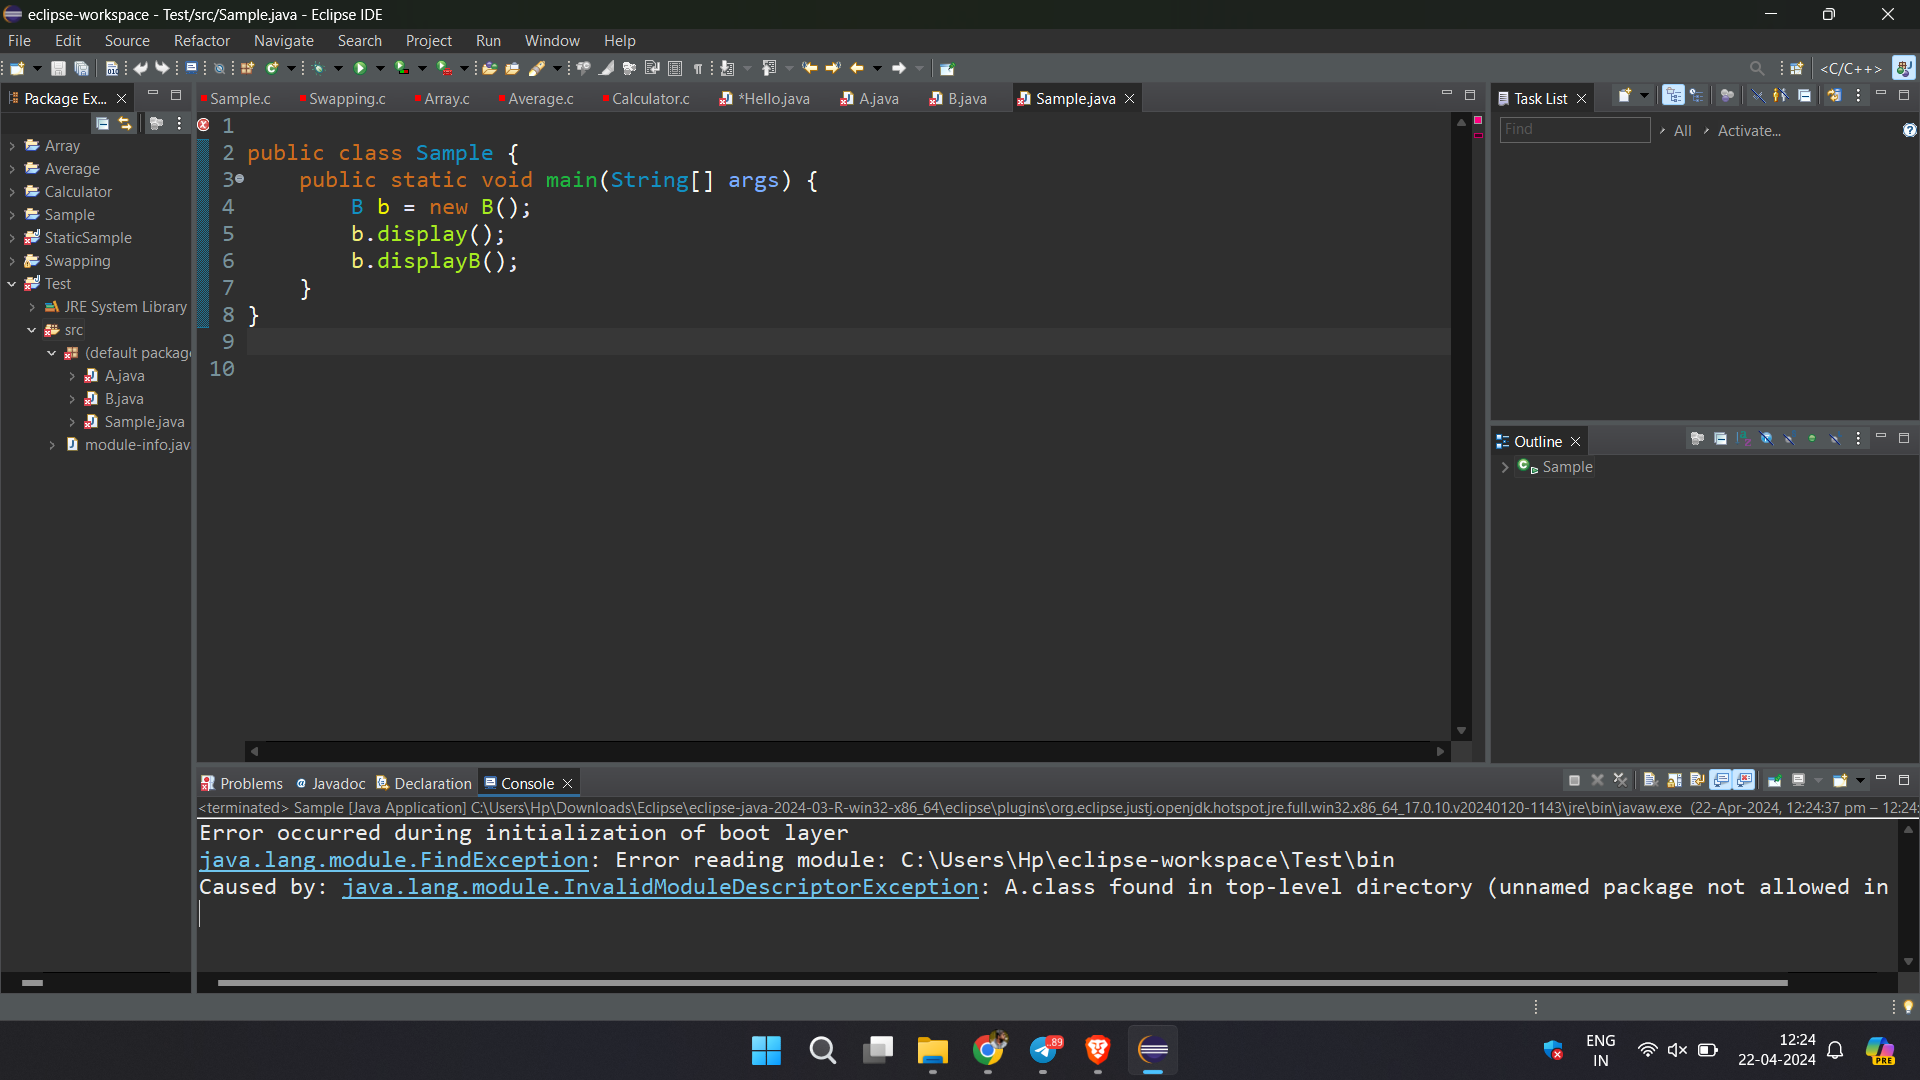 eclipse-workspace - Test/src/Sample.java - Eclipse IDE
File Edit Source Refactor Navigate Search Project Run Window Help
<C/C++>
Package Ex...
Sample.c Swapping.c Array.c Average.c Calculator.c *Hello.java A.java B.java Sample.java
Task List
Find All Activate...
Array
Average
Calculator
Sample
StaticSample
Swapping
Test
JRE System Library
src
(default packag
A.java
B.java
Sample.java
module-info.jav
1
2 public class Sample {
3 public static void main(String[] args) {
4 B b = new B();
5 b.display();
6 b.displayB();
7 }
8 }
9
10
Outline
Sample
Problems Javadoc Declaration Console
<terminated> Sample [Java Application] C:\Users\Hp\Downloads\Eclipse\eclipse-java-2024-03-R-win32-x86_64\eclipse\plugins\org.eclipse.justj.openjdk.hotspot.jre.full.win32.x86_64_17.0.10.v20240120-1143\jre\bin\javaw.exe (22-Apr-2024, 12:24:37 pm – 12:24:
Error occurred during initialization of boot layer
java.lang.module.FindException: Error reading module: C:\Users\Hp\eclipse-workspace\Test\bin
Caused by: java.lang.module.InvalidModuleDescriptorException: A.class found in top-level directory (unnamed package not allowed in
.89
ENG
IN
12:24
22-04-2024
PRE